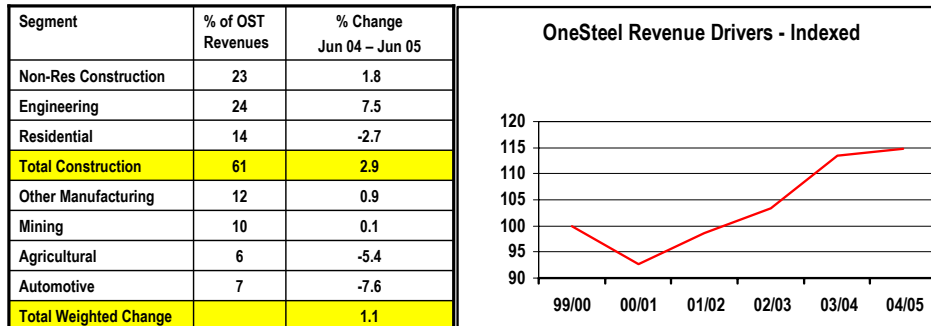 Segment % of OST Revenues % Change Jun 04 – Jun 05
Non-Res Construction 23 1.8
Engineering 24 7.5
Residential 14 -2.7
Total Construction 61 2.9
Other Manufacturing 12 0.9
Mining 10 0.1
Agricultural 6 -5.4
Automotive 7 -7.6
Total Weighted Change 1.1
OneSteel Revenue Drivers - Indexed
120
115
110
105
100
95
90
99/00 00/01 01/02 02/03 03/04 04/05